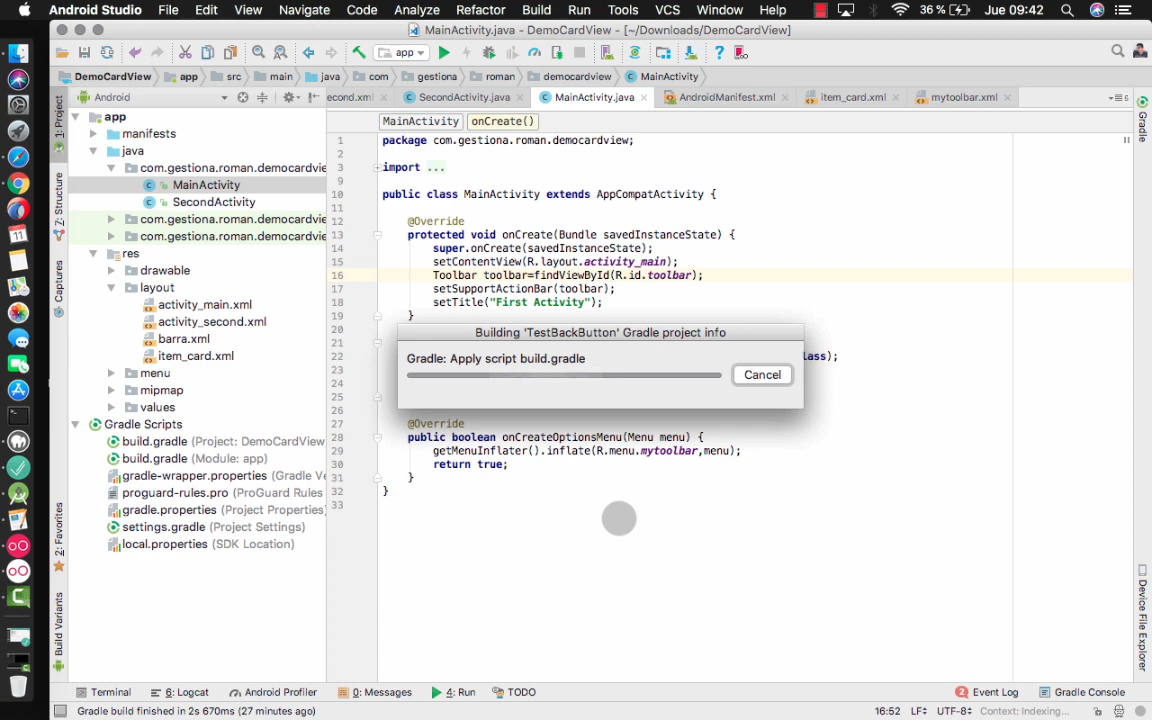 Android Studio File Edit View Navigate Code Analyze Refactor Build Run Tools VCS Window Help 36 % Jue 09:42
MainActivity.java - DemoCardView - [~/Downloads/DemoCardView]
app
DemoCardView app src main java com gestiona roman democardview MainActivity
Android
econd.xml SecondActivity.java MainActivity.java AndroidManifest.xml item_card.xml mytoolbar.xml
MainActivity onCreate()
1: Project
7: Structure
Captures
2: Favorites
Build Variants
Gradle
Device File Explorer
app
manifests
java
com.gestiona.roman.democardvie
MainActivity
SecondActivity
com.gestiona.roman.democardvie
com.gestiona.roman.democardvie
res
drawable
layout
activity_main.xml
activity_second.xml
barra.xml
item_card.xml
menu
mipmap
values
Gradle Scripts
build.gradle (Project: DemoCardView
build.gradle (Module: app)
gradle-wrapper.properties (Gradle Ve
proguard-rules.pro (ProGuard Rules
gradle.properties (Project Properties)
settings.gradle (Project Settings)
local.properties (SDK Location)
1 package com.gestiona.roman.democardview;
2
3 import ...
9
10 public class MainActivity extends AppCompatActivity {
11
12 @Override
13 protected void onCreate(Bundle savedInstanceState) {
14 super.onCreate(savedInstanceState);
15 setContentView(R.layout.activity_main);
16 Toolbar toolbar=findViewById(R.id.toolbar);
17 setSupportActionBar(toolbar);
18 setTitle("First Activity");
19 }
20
21
22 lass);
23
24
25
26
27 @Override
28 public boolean onCreateOptionsMenu(Menu menu) {
29 getMenuInflater().inflate(R.menu.mytoolbar,menu);
30 return true;
31 }
32 }
33
Building 'TestBackButton' Gradle project info
Gradle: Apply script build.gradle
Cancel
Terminal 6: Logcat Android Profiler 0: Messages 4: Run TODO 2 Event Log Gradle Console
Gradle build finished in 2s 670ms (27 minutes ago) 16:52 LF UTF-8 Context: Indexing...